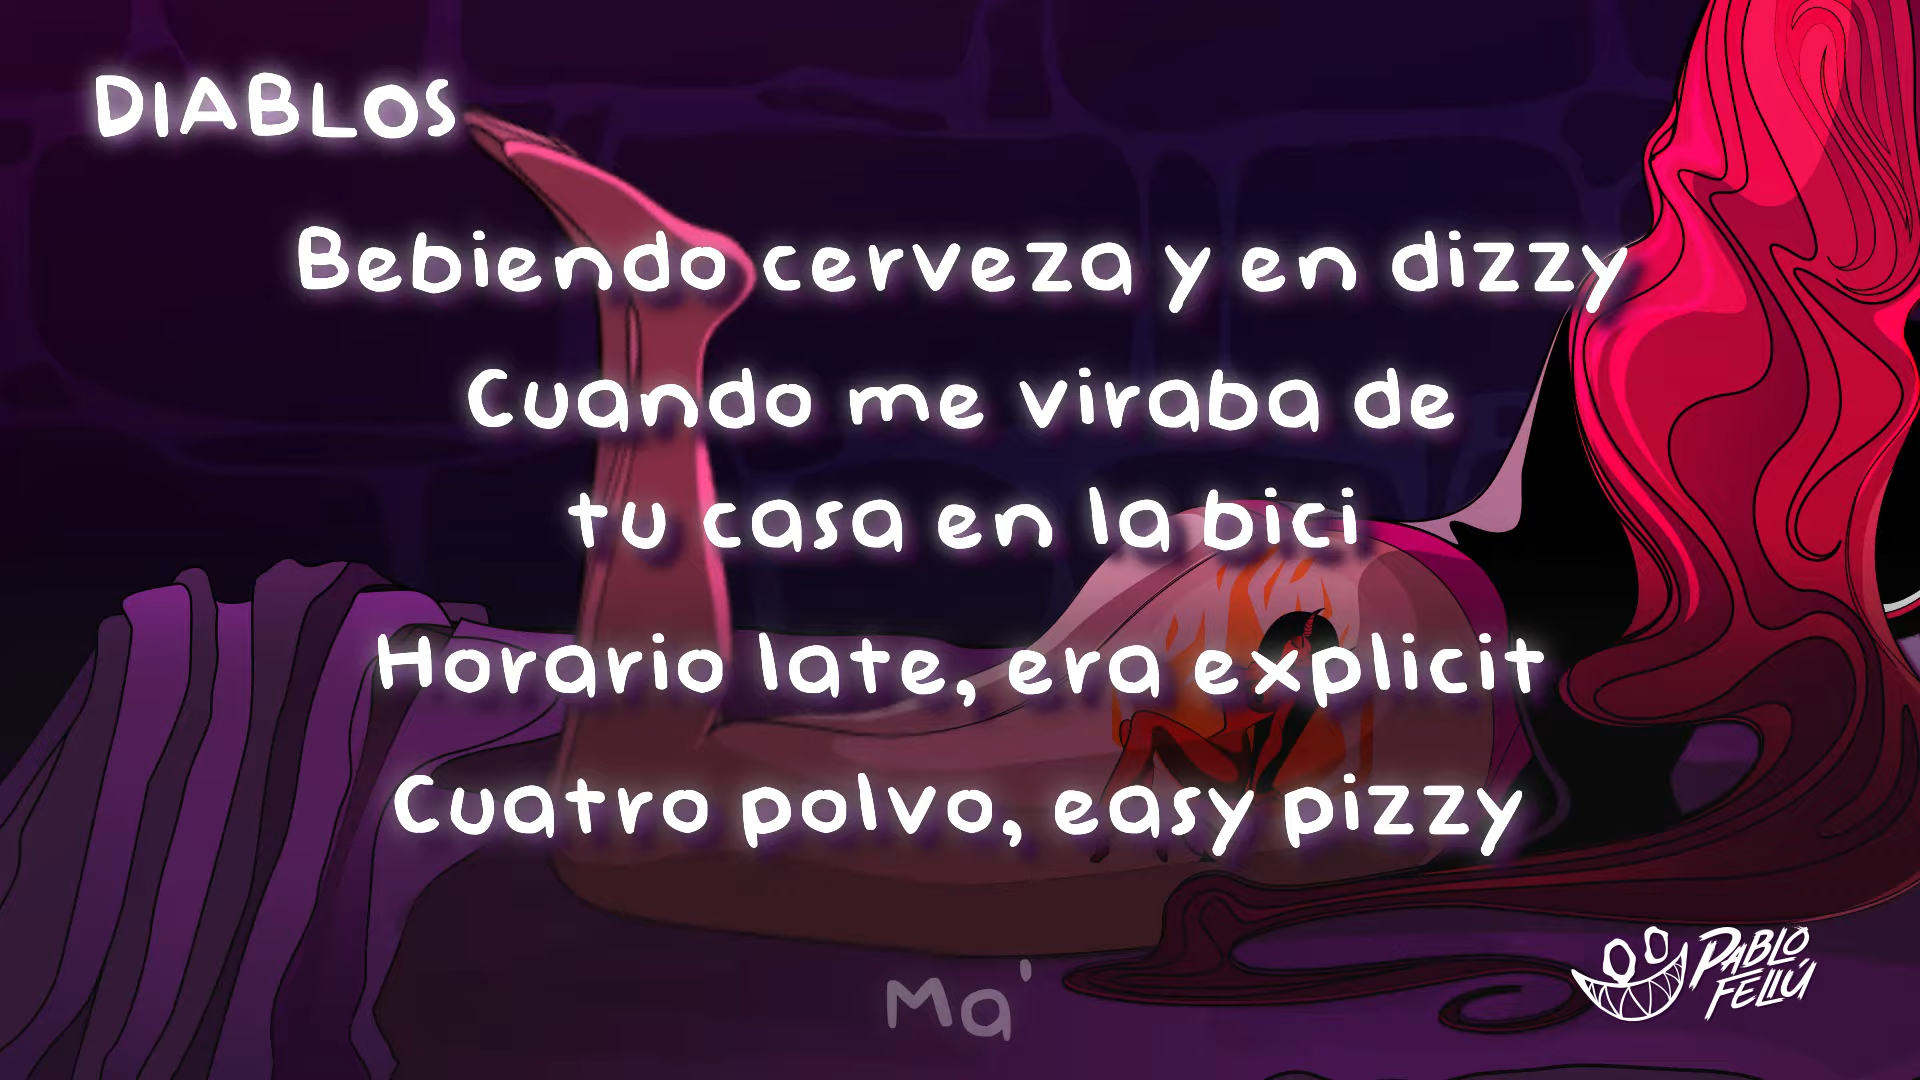 DIABLOS
Bebiendo cerveza y en dizzy
Cuando me viraba de
tu casa en la bici
Horario late, era explicit
Cuatro polvo, easy pizzy
Ma'
PABLO
FELIÚ